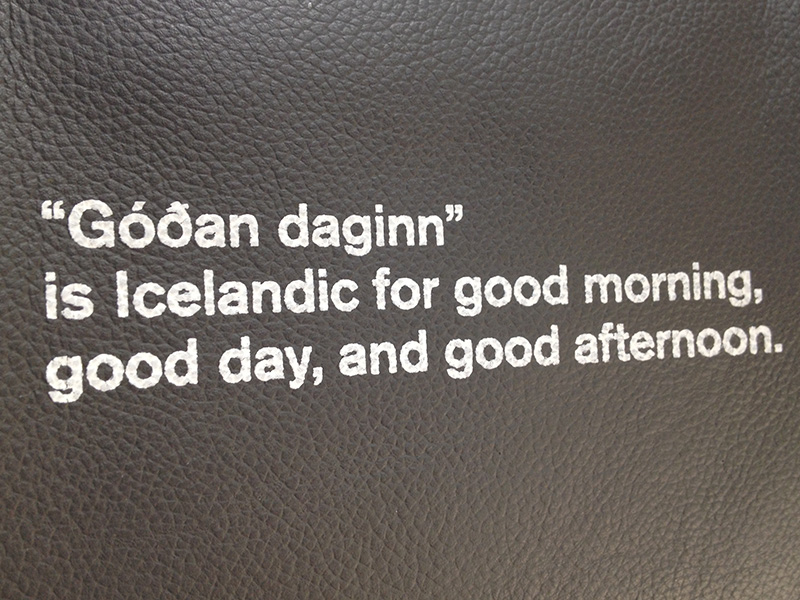 “Góðan daginn”
is Icelandic for good morning,
good day, and good afternoon.